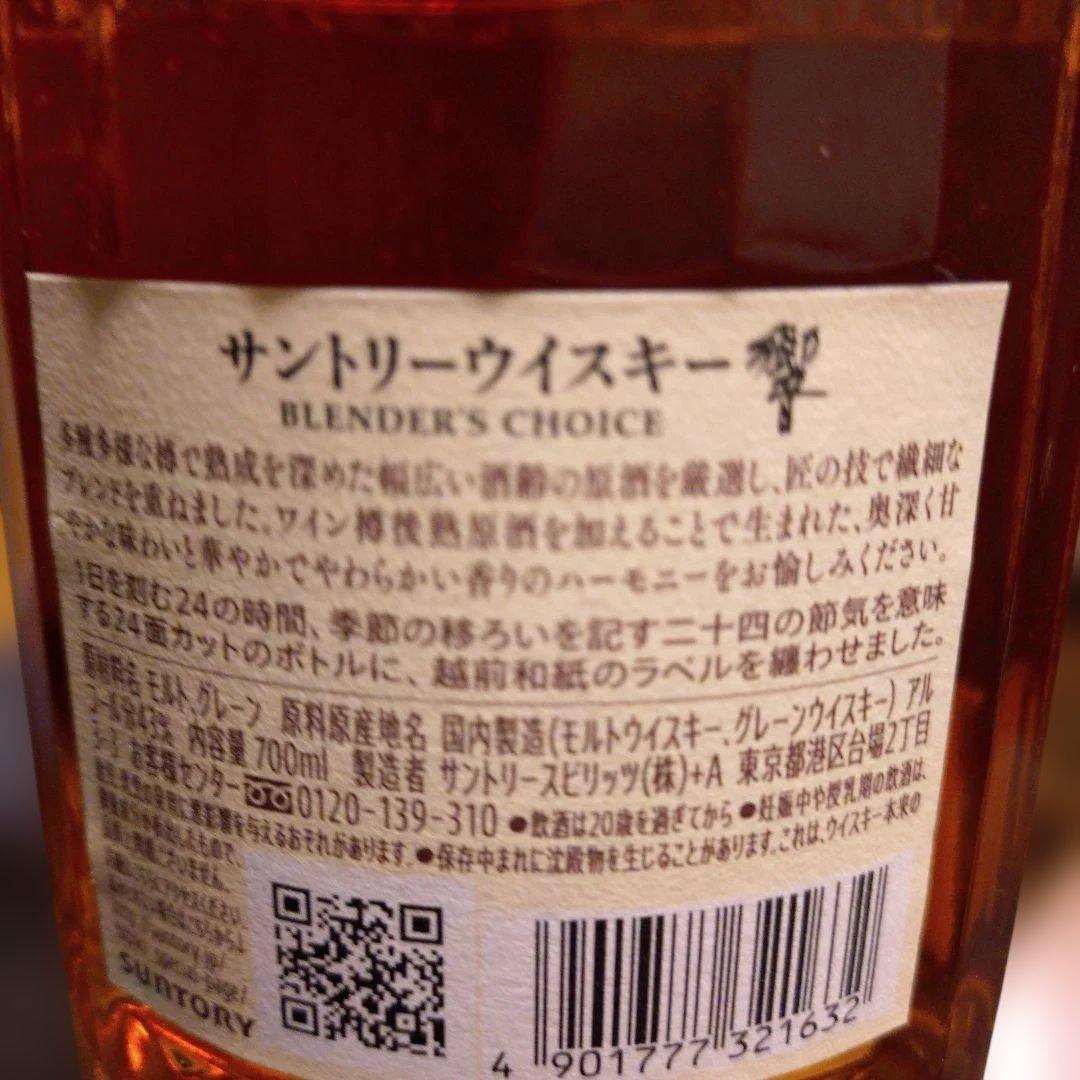 サントリーウイスキー 響
BLENDER'S CHOICE
多種多様な樽で熟成を深めた幅広い酒齢の原酒を厳選し、匠の技で繊細な
ブレンドを重ねました。ワイン樽後熟原酒を加えることで生まれた、奥深く甘
やかな味わいと華やかでやわらかい香りのハーモニーをお愉しみください。
1日を刻む24の時間、季節の移ろいを記す二十四の節気を意味
する24面カットのボトルに、越前和紙のラベルを纏わせました。
原材料名 モルト、グレーン 原料原産地名 国内製造(モルトウイスキー、グレーンウイスキー) アル
コール分43% 内容量 700ml 製造者 サントリースピリッツ(株)+A 東京都港区台場2丁目
お客様センター 0120-139-310 ●飲酒は20歳を過ぎてから ●妊娠中や授乳期の飲酒は、
胎児・乳児の発育に悪影響を与えるおそれがあります。 ●保存中まれに沈殿物を生じることがあります。これは、ウイスキー本来の
SUNTORY
4 901777 321632